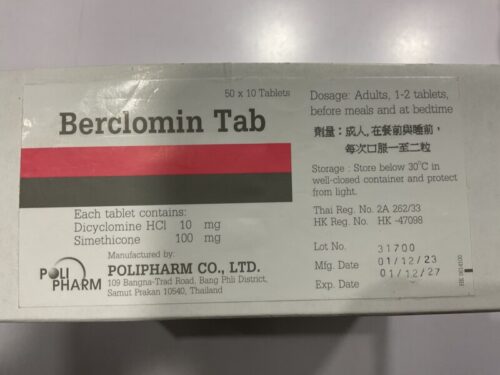 50 x 10 Tablets
Berclomin Tab
Each tablet contains:
Dicyclomine HCl 10 mg
Simethicone 100 mg
Manufactured by:
POLI PHARM
POLIPHARM CO., LTD.
109 Bangna-Trad Road, Bang Phli District,
Samut Prakan 10540, Thailand
Dosage: Adults, 1-2 tablets,
before meals and at bedtime
劑量：成人，在餐前與睡前，
每次口服一至二粒
Storage : Store below 30°C in
well-closed container and protect
from light.
Thai Reg. No. 2A 262/33
HK Reg. No. HK -47098
Lot No. 31700
Mfg. Date 01/12/23
Exp. Date 01/12/27